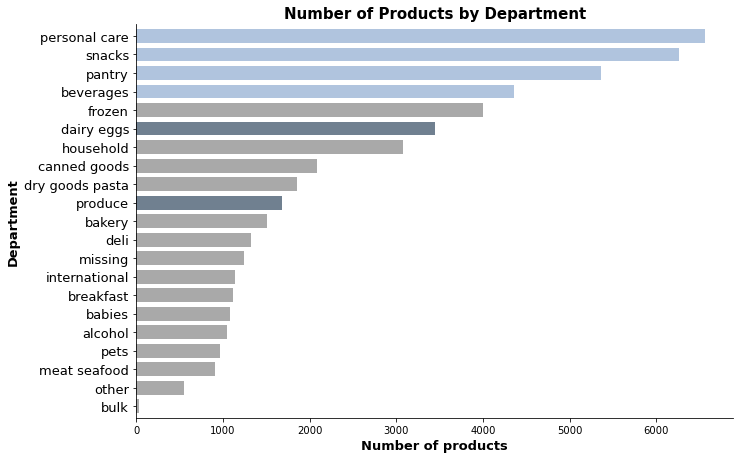 Number of Products by Department
Department
personal care
snacks
pantry
beverages
frozen
dairy eggs
household
canned goods
dry goods pasta
produce
bakery
deli
missing
international
breakfast
babies
alcohol
pets
meat seafood
other
bulk
0 1000 2000 3000 4000 5000 6000
Number of products